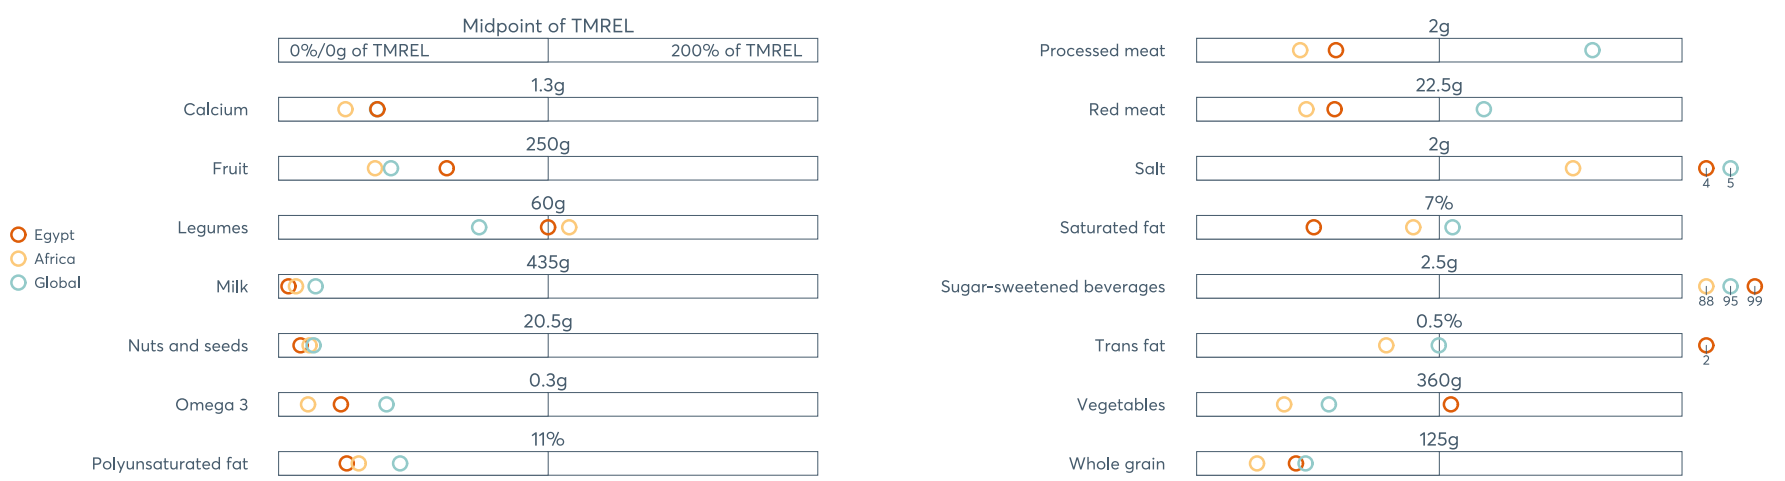 Midpoint of TMREL
0%/0g of TMREL 200% of TMREL
Calcium
1.3g
Fruit
250g
Legumes
60g
Milk
435g
Nuts and seeds
20.5g
Omega 3
0.3g
Polyunsaturated fat
11%
Egypt
Africa
Global
Processed meat
2g
Red meat
22.5g
Salt
2g
4 5
Saturated fat
7%
Sugar-sweetened beverages
2.5g
88 95 99
Trans fat
0.5%
2
Vegetables
360g
Whole grain
125g